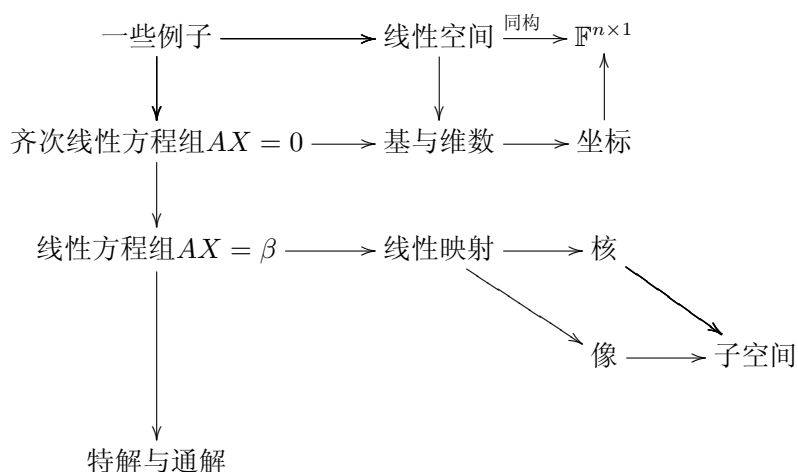 一些例子 线性空间 同构 𝔽ⁿˣ¹
齐次线性方程组AX = 0 基与维数 坐标
线性方程组AX = β 线性映射 核
像 子空间
特解与通解